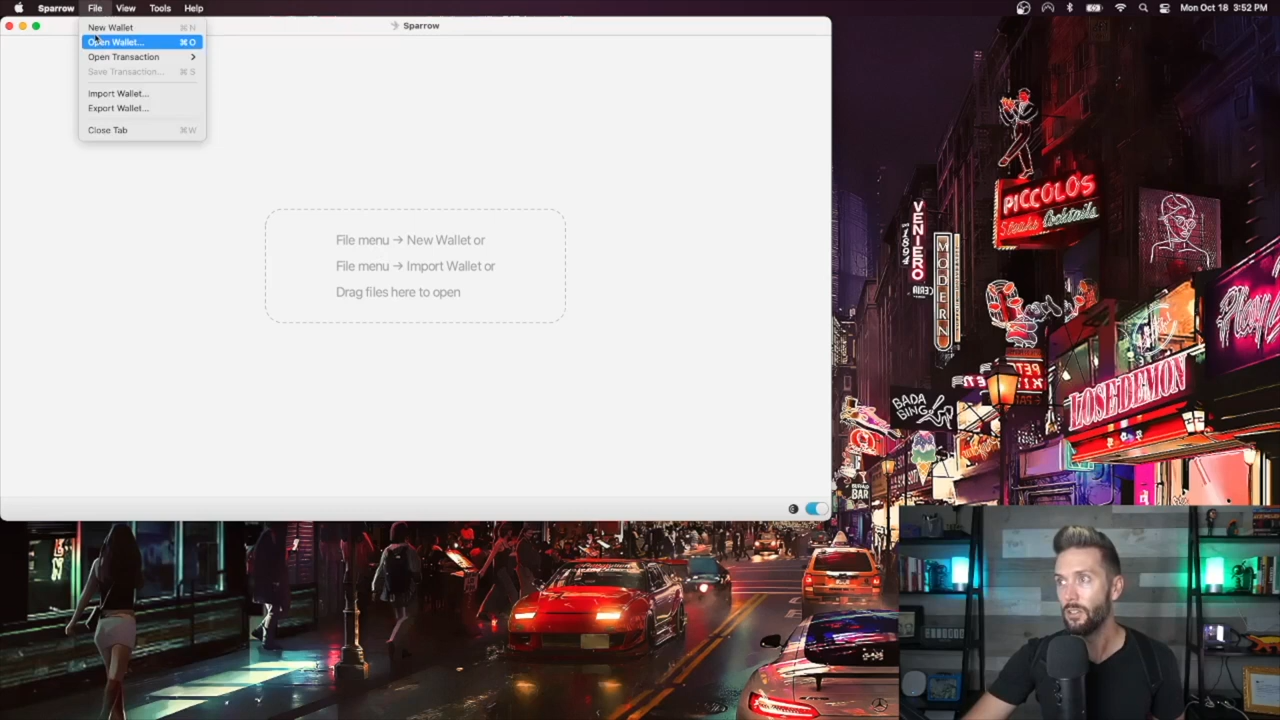 Sparrow File View Tools Help Mon Oct 18 3:52 PM
Sparrow
New Wallet ⌘ N
Open Wallet... ⌘ O
Open Transaction >
Save Transaction... ⌘ S
Import Wallet...
Export Wallet...
Close Tab ⌘ W
File menu → New Wallet or
File menu → Import Wallet or
Drag files here to open
PICCOLO'S
Steaks Cocktails
VENIERO
MODERN
BADA
BING!
LOSE DEMON
BAR